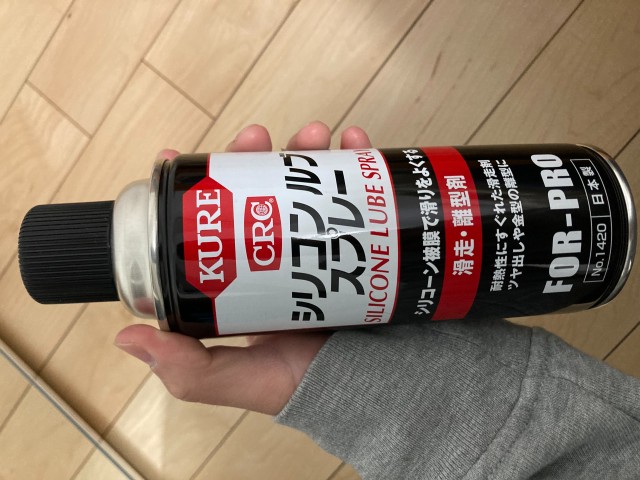 KURE
CRC®
シリコンルブ
スプレー
SILICONE LUBE SPRAY
シリコーン被膜で滑りをよくする
滑走・離型剤
耐熱性にすぐれた滑走剤
ツヤ出しや金型の離型に
FOR-PRO
No.1420 日本製